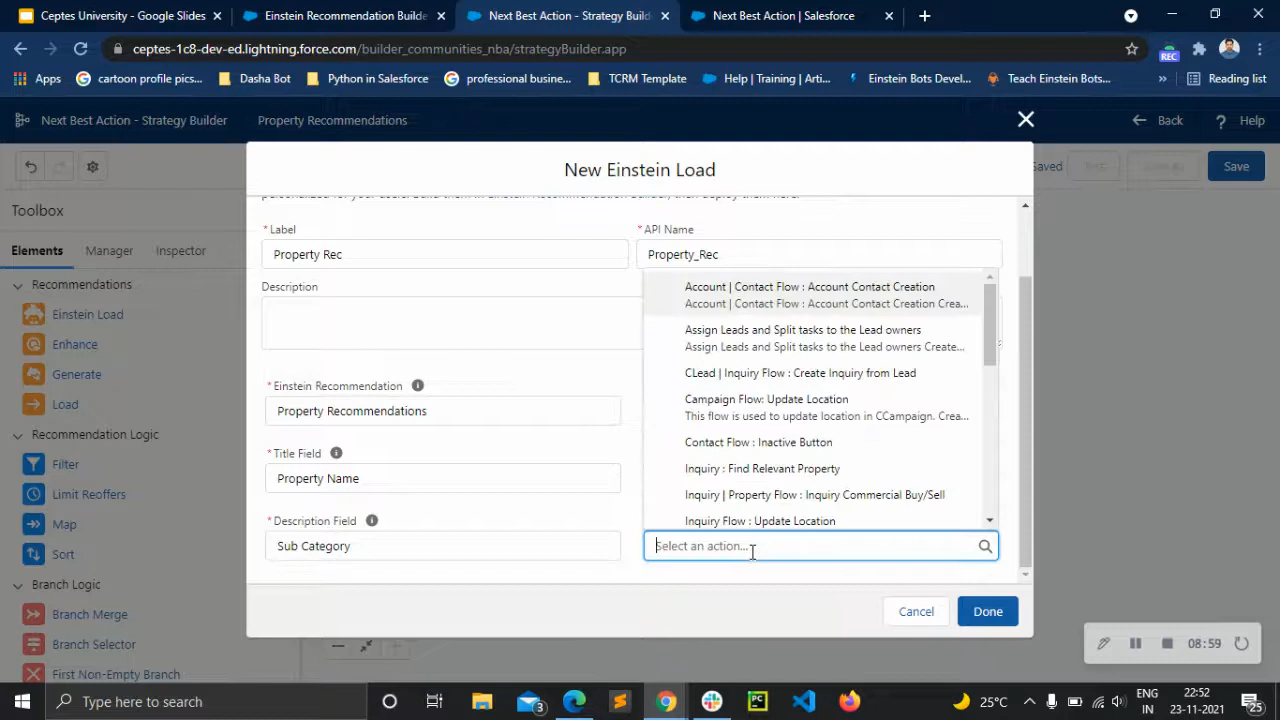 Ceptes University - Google Slides
Einstein Recommendation Builde
Next Best Action - Strategy Build
Next Best Action | Salesforce
ceptes-1c8-dev-ed.lightning.force.com/builder_communities_nba/strategyBuilder.app
REC
Apps
cartoon profile pics...
Dasha Bot
Python in Salesforce
professional busine...
TCRM Template
Help | Training | Arti...
Einstein Bots Devel...
Teach Einstein Bots...
Reading list
Next Best Action - Strategy Builder
Property Recommendations
Back
? Help
New Einstein Load
Saved
Save
Toolbox
Elements
Manager
Inspector
Recommendations
Einstein Load
Enhance
Generate
Load
Recommendation Logic
Filter
Limit Reoffers
Map
Sort
Branch Logic
Branch Merge
Branch Selector
First Non-Empty Branch
* Label
* API Name
Property Rec
Property_Rec
Description
* Einstein Recommendation
Property Recommendations
* Title Field
Property Name
* Description Field
Sub Category
Account | Contact Flow : Account Contact Creation
Account | Contact Flow : Account Contact Creation Crea...
Assign Leads and Split tasks to the Lead owners
Assign Leads and Split tasks to the Lead owners Create...
CLead | Inquiry Flow : Create Inquiry from Lead
Campaign Flow: Update Location
This flow is used to update location in CCampaign. Crea...
Contact Flow : Inactive Button
Inquiry : Find Relevant Property
Inquiry | Property Flow : Inquiry Commercial Buy/Sell
Inquiry Flow : Update Location
Select an action...
Cancel
Done
08:59
Type here to search
3
PC
25°C
ENG
IN
22:52
23-11-2021
25